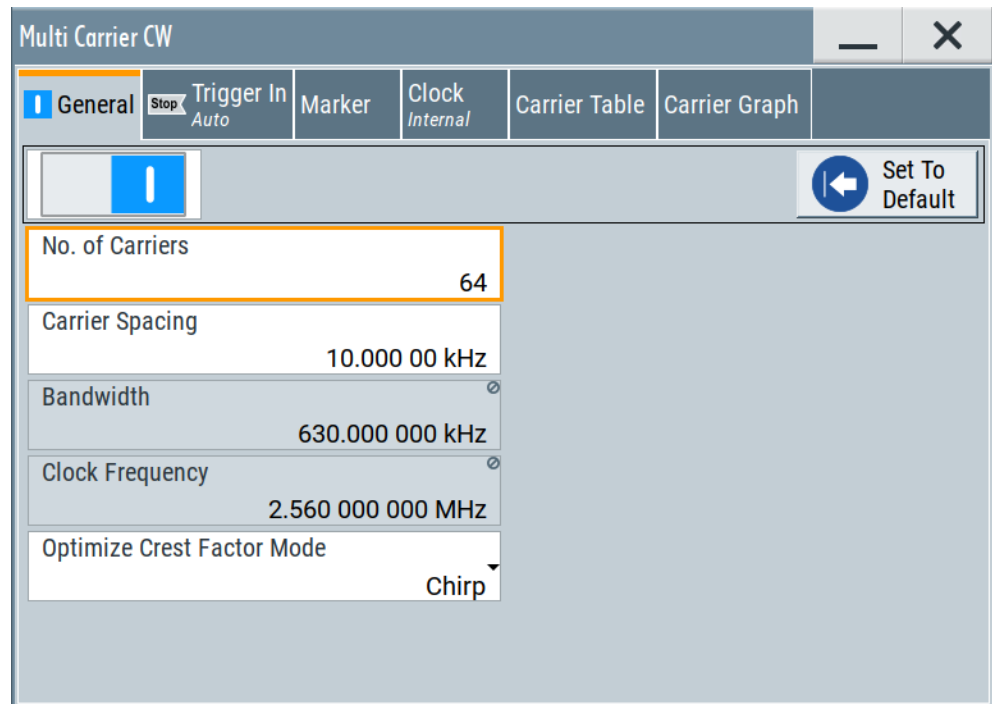 Multi Carrier CW
General
Stop Trigger In
Auto
Marker
Clock
Internal
Carrier Table
Carrier Graph
Set To
Default
No. of Carriers
64
Carrier Spacing
10.000 00 kHz
Bandwidth
630.000 000 kHz
Clock Frequency
2.560 000 000 MHz
Optimize Crest Factor Mode
Chirp